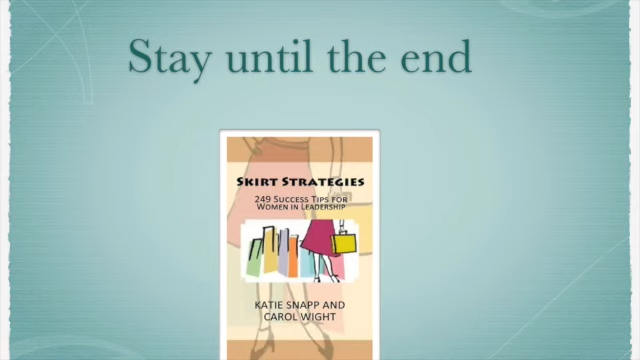 Stay until the end
SKIRT STRATEGIES
249 SUCCESS TIPS FOR
WOMEN IN LEADERSHIP
KATIE SNAPP AND
CAROL WIGHT